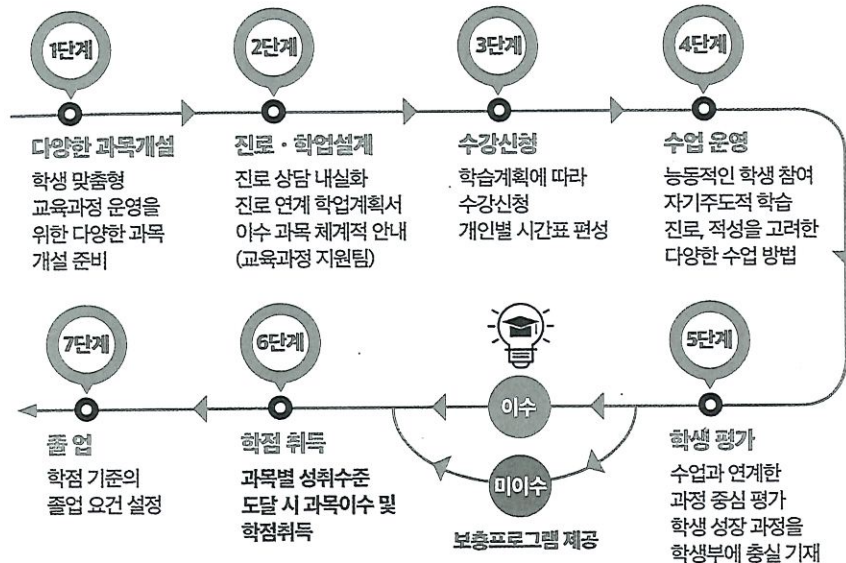 1단계
다양한 과목개설
학생 맞춤형
교육과정 운영을
위한 다양한 과목
개설 준비
2단계
진로·학업설계
진로 상담 내실화
진로 연계 학업계획서
이수 과목 체계적 안내
(교육과정 지원팀)
3단계
수강신청
학습계획에 따라
수강신청
개인별 시간표 편성
4단계
수업 운영
능동적인 학생 참여
자기주도적 학습
진로, 적성을 고려한
다양한 수업 방법
5단계
학생 평가
수업과 연계한
과정 중심 평가
학생 성장 과정을
학생부에 충실 기재
이수
미이수
보충프로그램 제공
6단계
학점 취득
과목별 성취수준
도달 시 과목이수 및
학점취득
7단계
졸업
학점 기준의
졸업 요건 설정